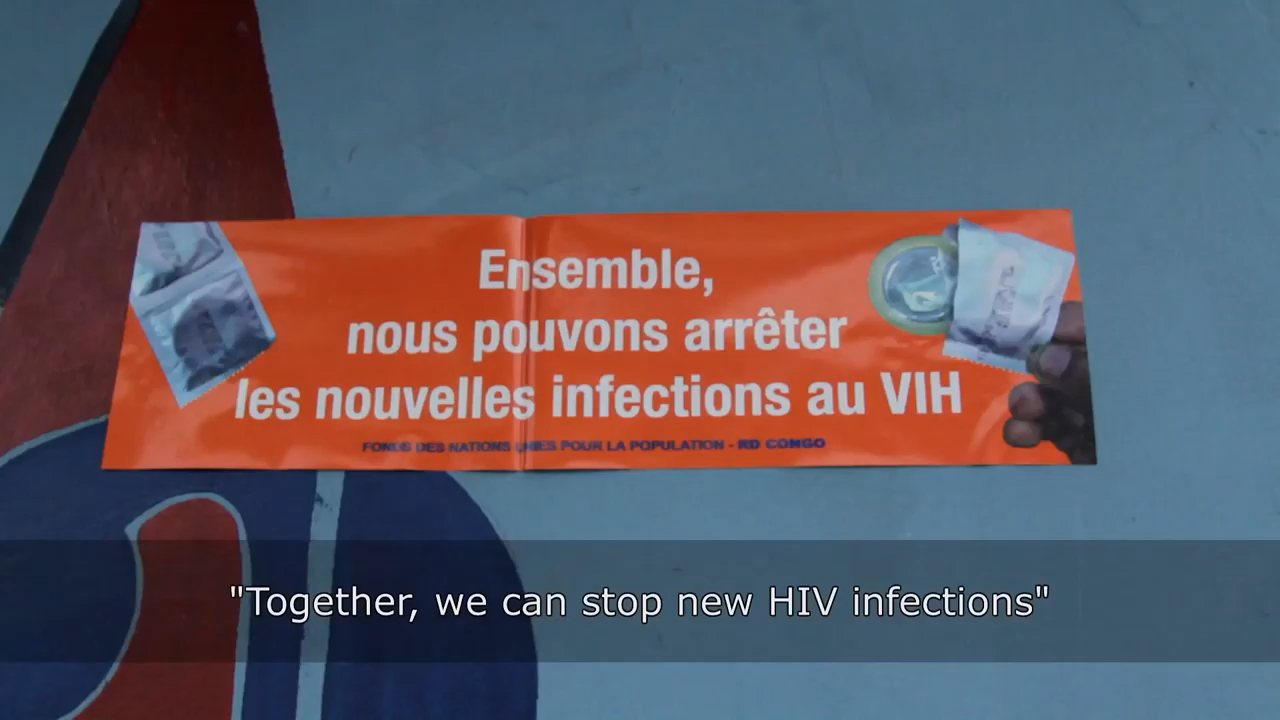 Ensemble,
nous pouvons arrêter
les nouvelles infections au VIH
FONDS DES NATIONS UNIES POUR LA POPULATION - RD CONGO
"Together, we can stop new HIV infections"